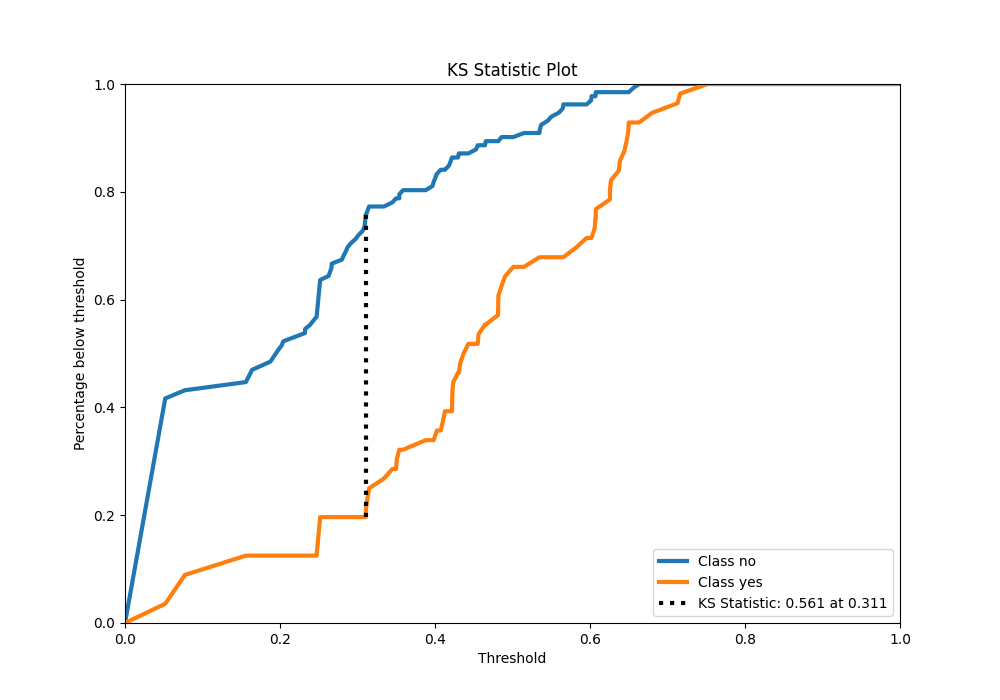 KS Statistic Plot
Percentage below threshold
1.0
0.8
0.6
0.4
0.2
0.0
0.0 0.2 0.4 0.6 0.8 1.0
Threshold
Class no
Class yes
KS Statistic: 0.561 at 0.311